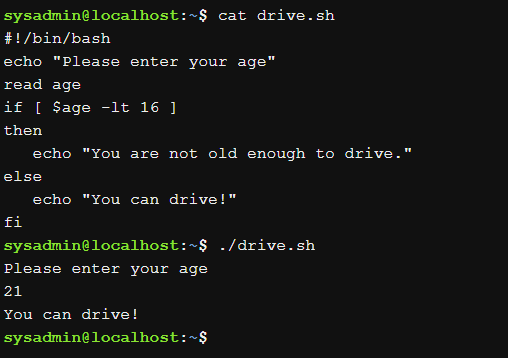 sysadmin@localhost:~$ cat drive.sh
#!/bin/bash
echo "Please enter your age"
read age
if [ $age -lt 16 ]
then
   echo "You are not old enough to drive."
else
   echo "You can drive!"
fi
sysadmin@localhost:~$ ./drive.sh
Please enter your age
21
You can drive!
sysadmin@localhost:~$